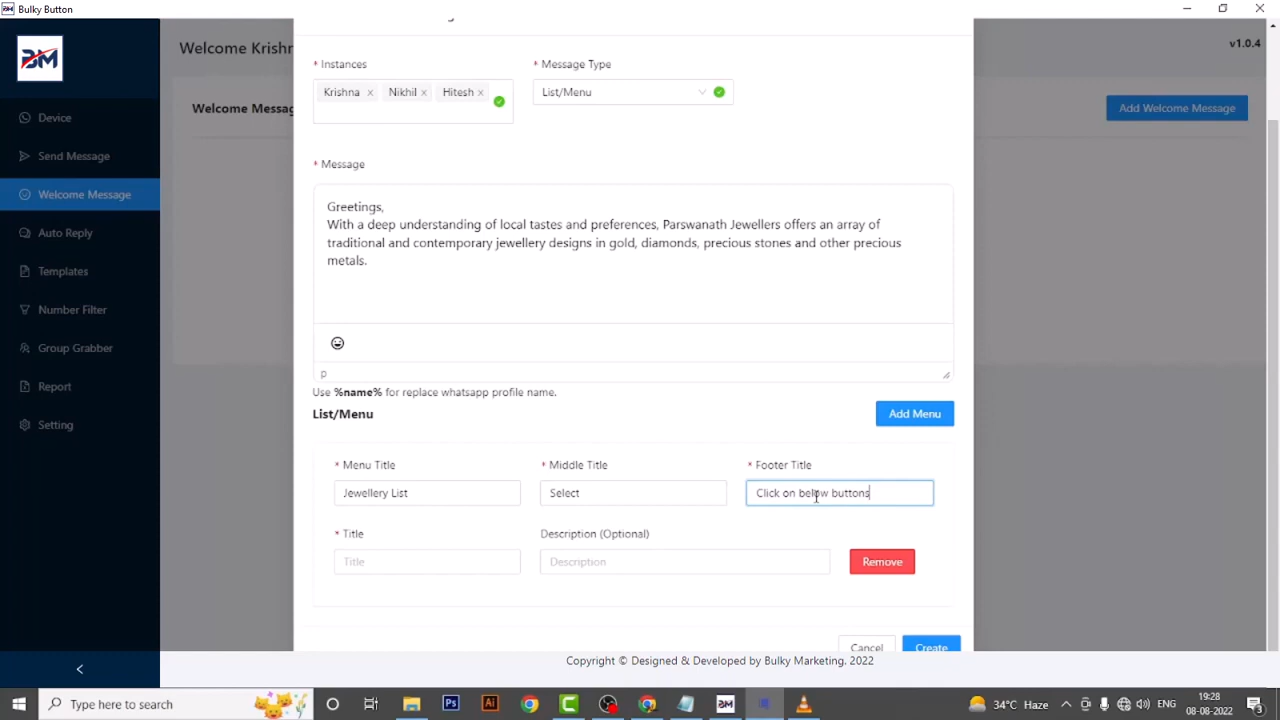 Bulky Button
BM
Welcome Krishn
v1.0.4
Device
Send Message
Welcome Message
Auto Reply
Templates
Number Filter
Group Grabber
Report
Setting
Welcome Messag
Add Welcome Message
* Instances
* Message Type
Krishna
Nikhil
Hitesh
List/Menu
* Message
Greetings,
With a deep understanding of local tastes and preferences, Parswanath Jewellers offers an array of
traditional and contemporary jewellery designs in gold, diamonds, precious stones and other precious
metals.
p
Use %name% for replace whatsapp profile name.
List/Menu
Add Menu
* Menu Title
* Middle Title
* Footer Title
Jewellery List
Select
Click on below buttons
* Title
Description (Optional)
Title
Description
Remove
Cancel
Create
Copyright © Designed & Developed by Bulky Marketing. 2022
Type here to search
Ps
Ai
BM
34°C Haze
ENG
19:28
08-08-2022
3